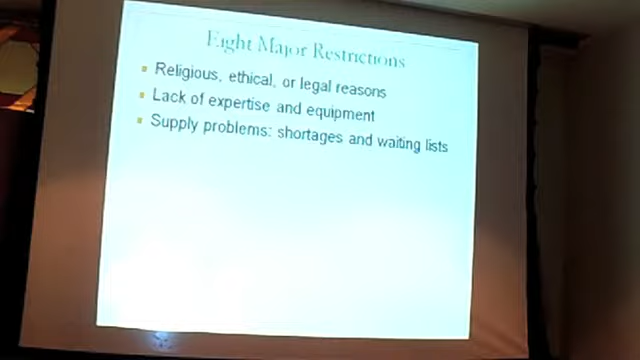 Eight Major Restrictions
Religious, ethical, or legal reasons
Lack of expertise and equipment
Supply problems: shortages and waiting lists